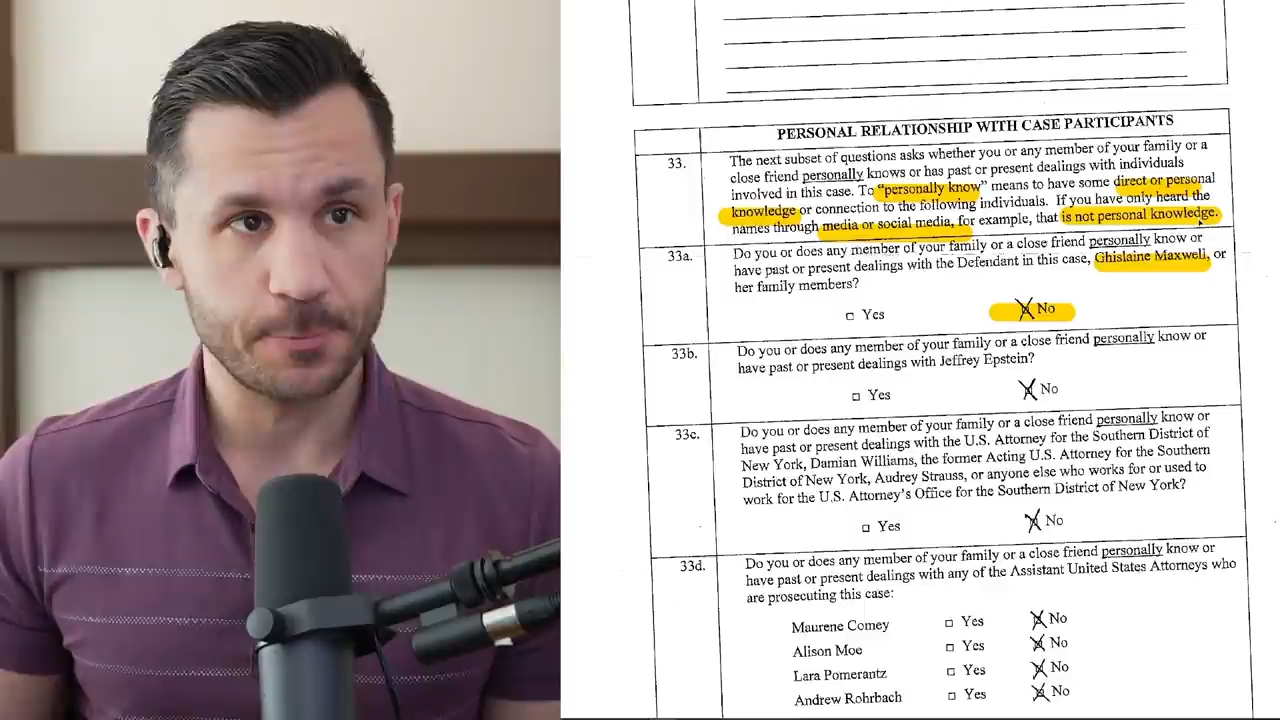 PERSONAL RELATIONSHIP WITH CASE PARTICIPANTS
33. The next subset of questions asks whether you or any member of your family or a
close friend personally knows or has past or present dealings with individuals
involved in this case. To “personally know” means to have some direct or personal
knowledge or connection to the following individuals. If you have only heard the
names through media or social media, for example, that is not personal knowledge.
33a. Do you or does any member of your family or a close friend personally know or
have past or present dealings with the Defendant in this case, Ghislaine Maxwell, or
her family members?
Yes No
33b. Do you or does any member of your family or a close friend personally know or
have past or present dealings with Jeffrey Epstein?
Yes No
33c. Do you or does any member of your family or a close friend personally know or
have past or present dealings with the U.S. Attorney for the Southern District of
New York, Damian Williams, the former Acting U.S. Attorney for the Southern
District of New York, Audrey Strauss, or anyone else who works for or used to
work for the U.S. Attorney’s Office for the Southern District of New York?
Yes No
33d. Do you or does any member of your family or a close friend personally know or
have past or present dealings with any of the Assistant United States Attorneys who
are prosecuting this case:
Maurene Comey Yes No
Alison Moe Yes No
Lara Pomerantz Yes No
Andrew Rohrbach Yes No